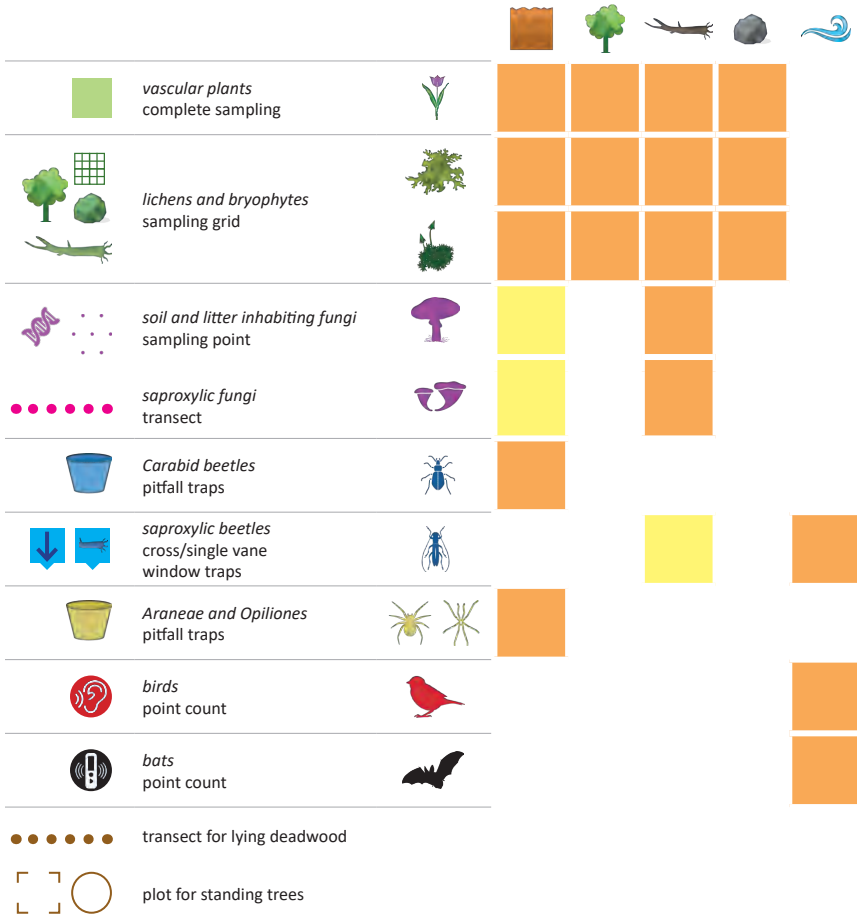 vascular plants
complete sampling
lichens and bryophytes
sampling grid
soil and litter inhabiting fungi
sampling point
saproxylic fungi
transect
Carabid beetles
pitfall traps
saproxylic beetles
cross/single vane
window traps
Araneae and Opiliones
pitfall traps
birds
point count
bats
point count
transect for lying deadwood
plot for standing trees